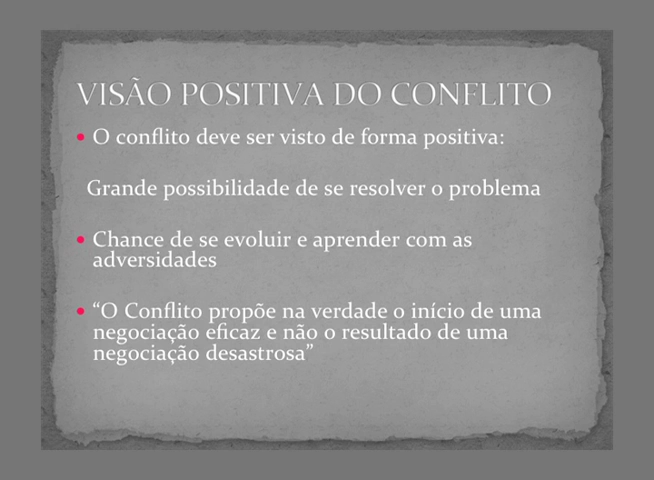 VISÃO POSITIVA DO CONFLITO
• O conflito deve ser visto de forma positiva:
Grande possibilidade de se resolver o problema
• Chance de se evoluir e aprender com as
adversidades
• “O Conflito propõe na verdade o início de uma
negociação eficaz e não o resultado de uma
negociação desastrosa”